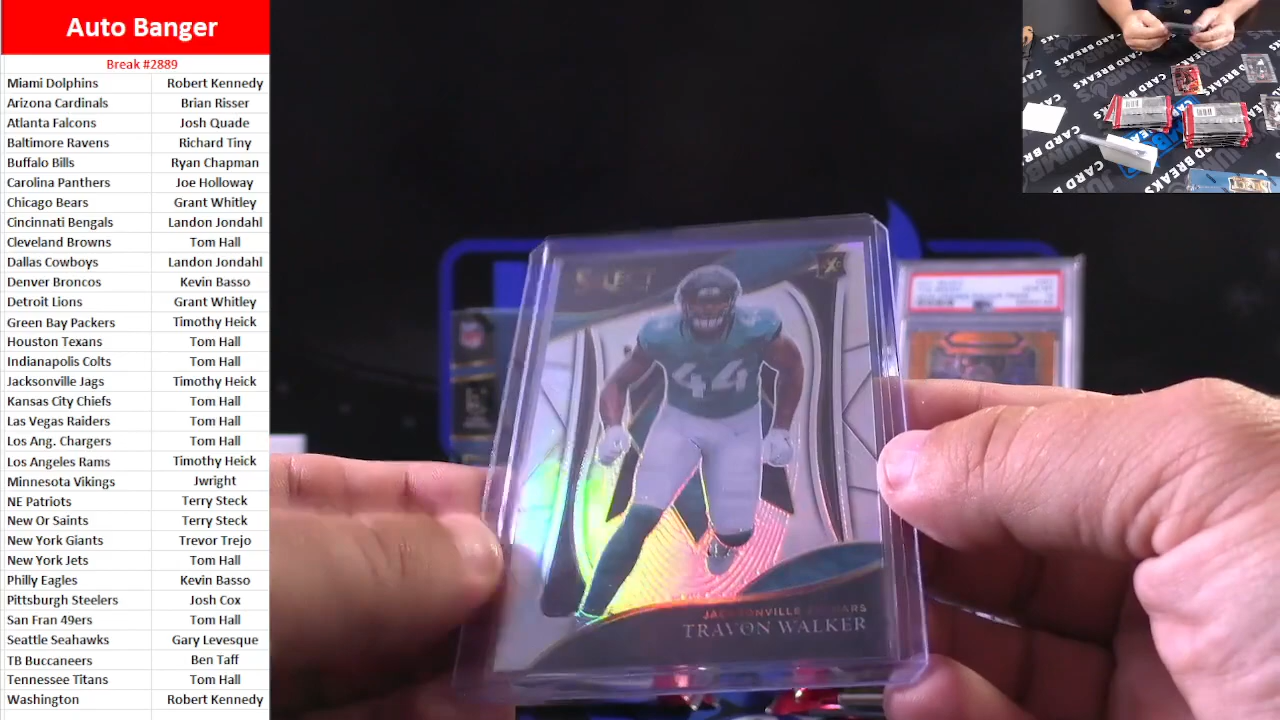 Auto Banger
Break #2889
Miami Dolphins Robert Kennedy
Arizona Cardinals Brian Risser
Atlanta Falcons Josh Quade
Baltimore Ravens Richard Tiny
Buffalo Bills Ryan Chapman
Carolina Panthers Joe Holloway
Chicago Bears Grant Whitley
Cincinnati Bengals Landon Jondahl
Cleveland Browns Tom Hall
Dallas Cowboys Landon Jondahl
Denver Broncos Kevin Basso
Detroit Lions Grant Whitley
Green Bay Packers Timothy Heick
Houston Texans Tom Hall
Indianapolis Colts Tom Hall
Jacksonville Jags Timothy Heick
Kansas City Chiefs Tom Hall
Las Vegas Raiders Tom Hall
Los Ang. Chargers Tom Hall
Los Angeles Rams Timothy Heick
Minnesota Vikings Jwright
NE Patriots Terry Steck
New Or Saints Terry Steck
New York Giants Trevor Trejo
New York Jets Tom Hall
Philly Eagles Kevin Basso
Pittsburgh Steelers Josh Cox
San Fran 49ers Tom Hall
Seattle Seahawks Gary Levesque
TB Buccaneers Ben Taff
Tennessee Titans Tom Hall
Washington Robert Kennedy
SELECT
44
JACKSONVILLE JAGUARS
TRAVON WALKER
CARD BREAKS
CARD BREAKS
CARD BREAKS